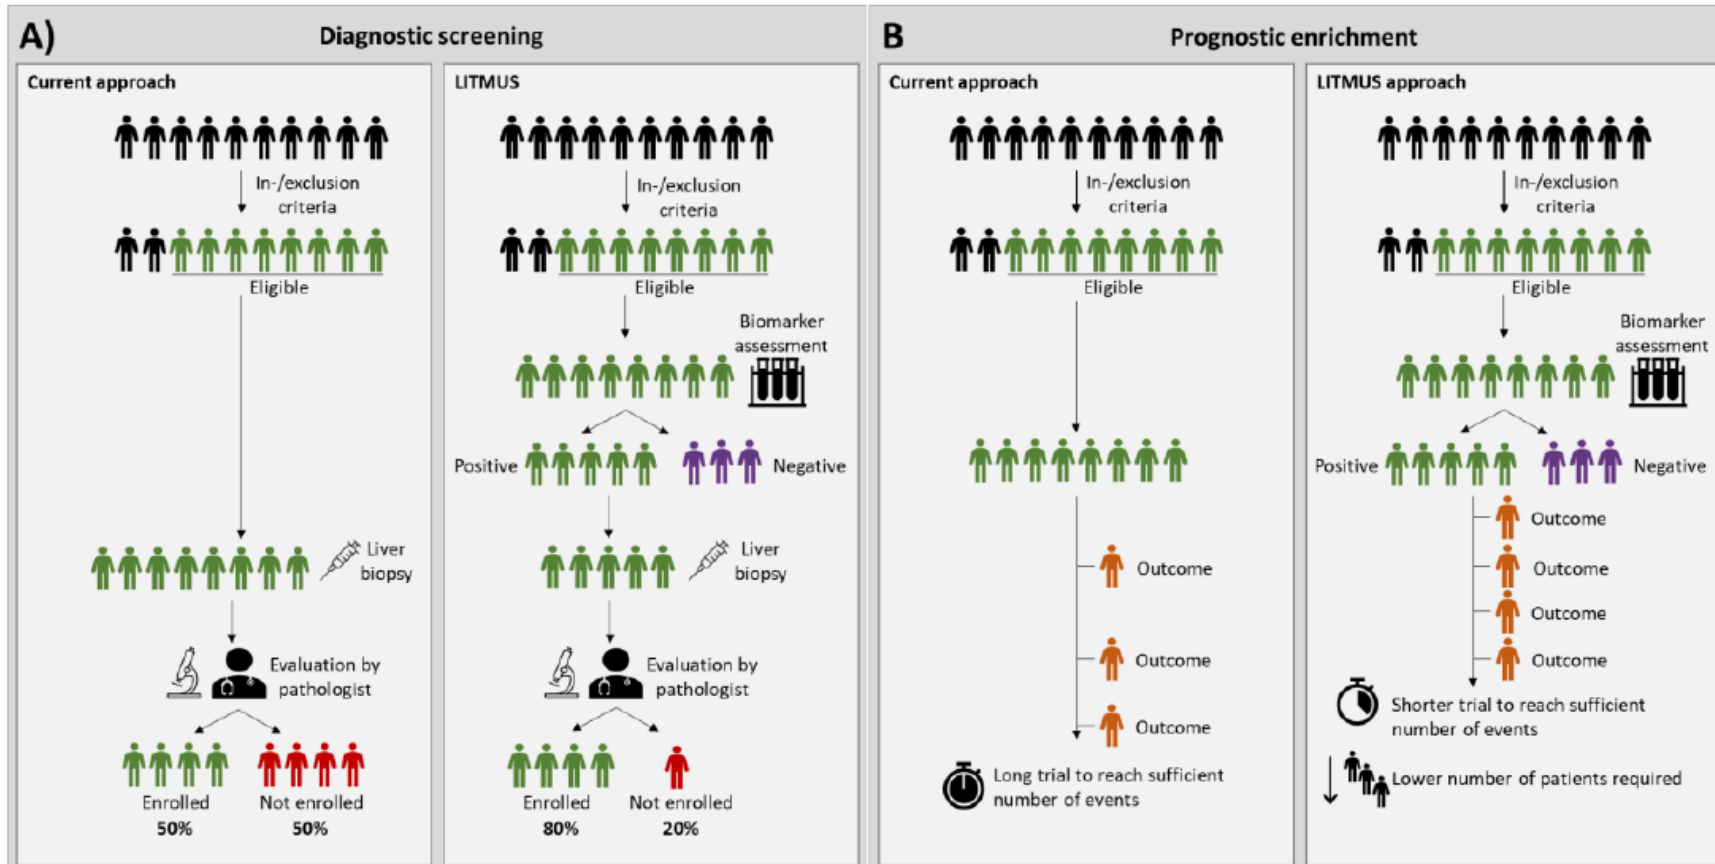 A)
Diagnostic screening
Current approach
In-/exclusion
criteria
Eligible
Liver
biopsy
Evaluation by
pathologist
Enrolled
50%
Not enrolled
50%
LITMUS
In-/exclusion
criteria
Eligible
Biomarker
assessment
Positive
Negative
Liver
biopsy
Evaluation by
pathologist
Enrolled
80%
Not enrolled
20%
B
Prognostic enrichment
Current approach
In-/exclusion
criteria
Eligible
Outcome
Outcome
Outcome
Long trial to reach sufficient
number of events
LITMUS approach
In-/exclusion
criteria
Eligible
Biomarker
assessment
Positive
Negative
Outcome
Outcome
Outcome
Outcome
Shorter trial to reach sufficient
number of events
Lower number of patients required